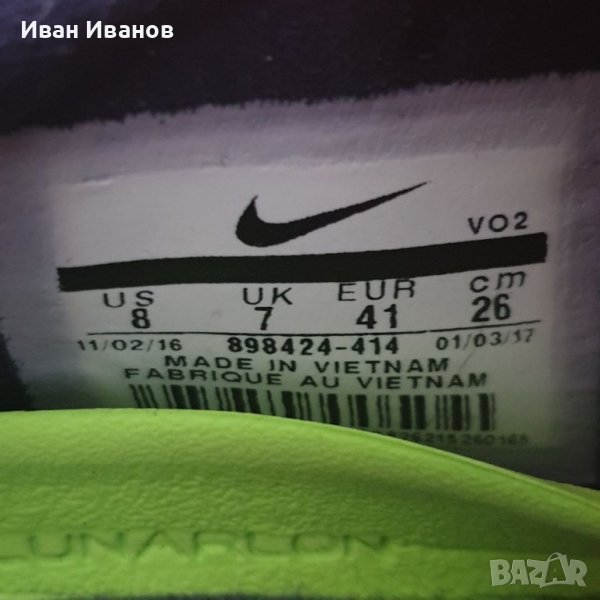 Иван Иванов
VO2
US UK EUR cm
8 7 41 26
11/02/16 898424-414 01/03/17
MADE IN VIETNAM
FABRIQUE AU VIETNAM
LUNARLON
BAZAR